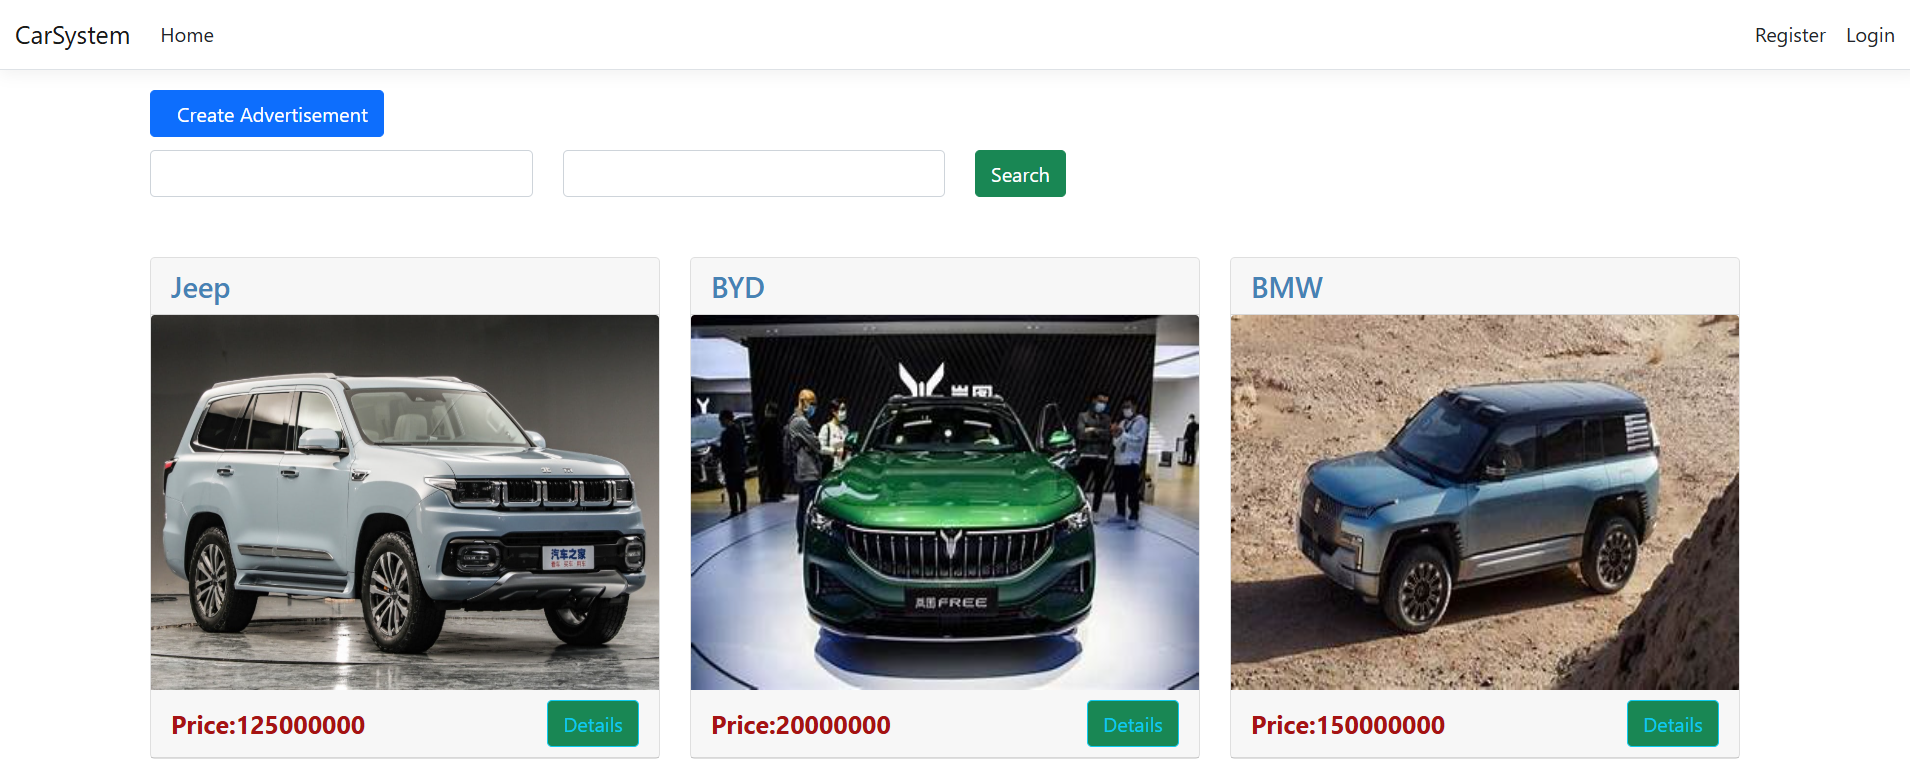 CarSystem
Home
Register
Login
Create Advertisement
Search
Jeep
BYD
BMW
岚图
汽车之家
岚图FREE
Price:125000000
Details
Price:20000000
Details
Price:150000000
Details